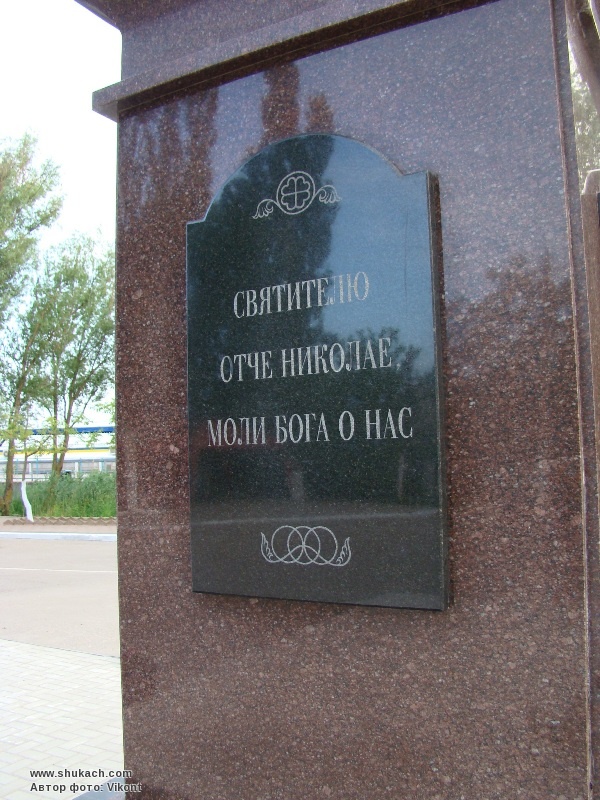 СВЯТИТЕЛЮ
ОТЧЕ НИКОЛАЕ
МОЛИ БОГА О НАС
www.shukach.com
Автор фото: Vikont